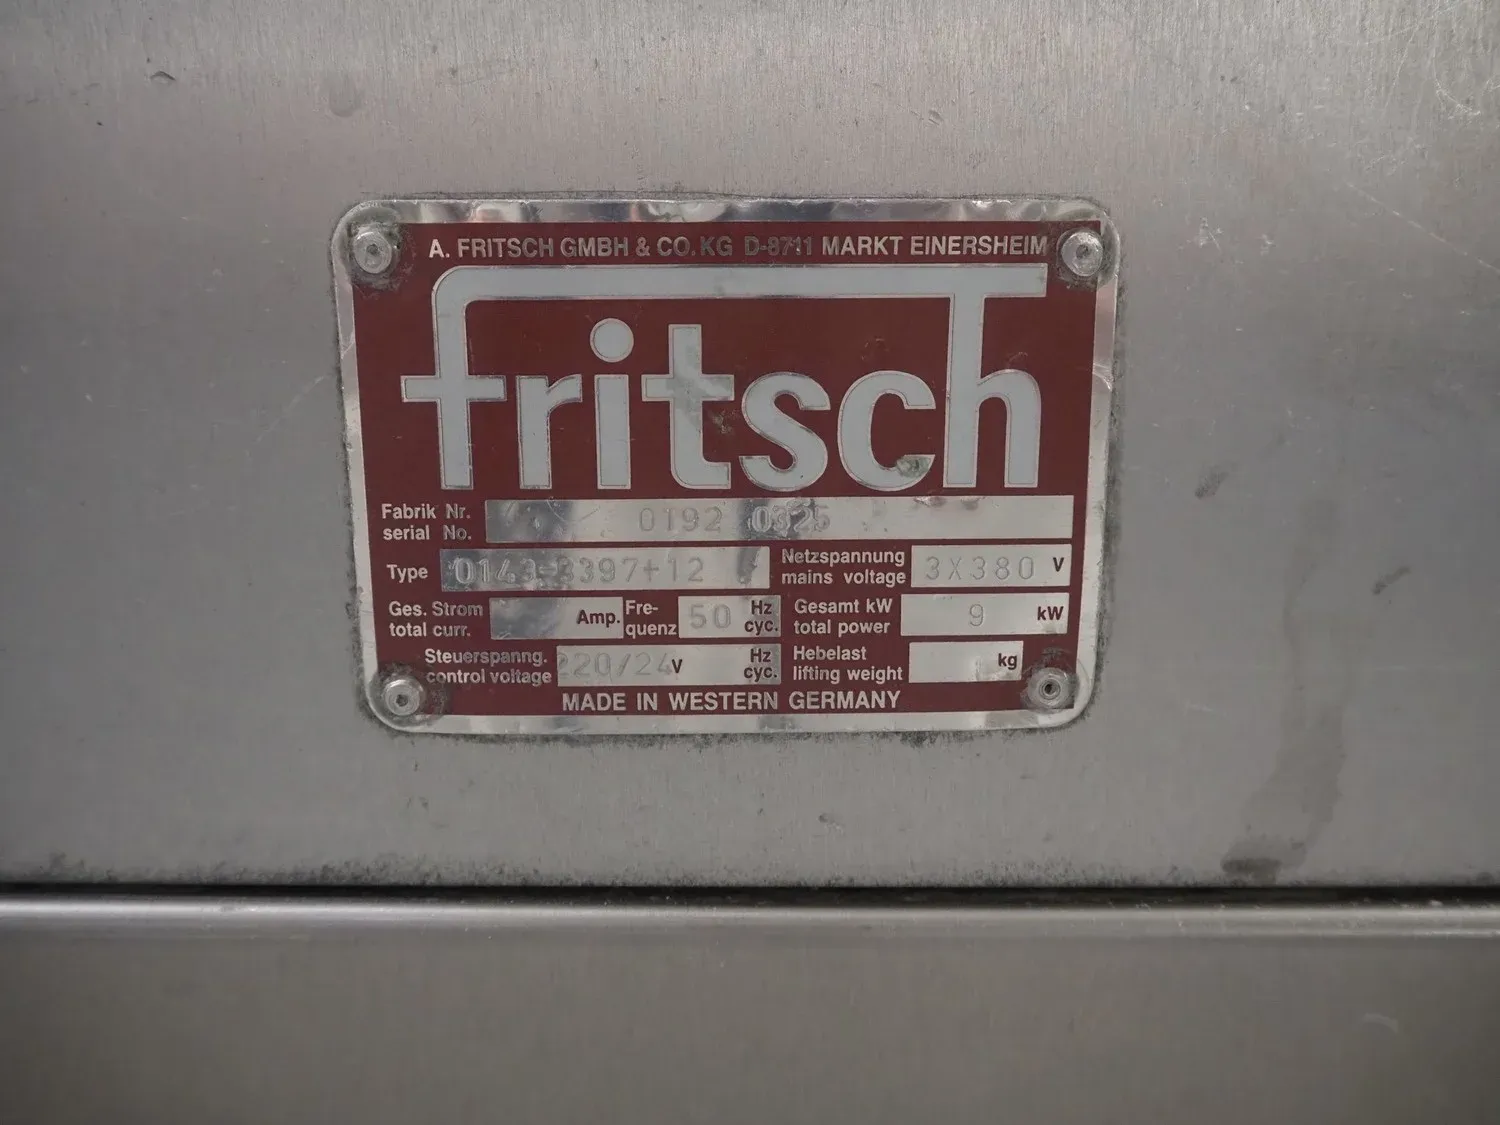 A. FRITSCH GMBH & CO. KG D-8711 MARKT EINERSHEIM
fritsch
Fabrik Nr.
serial No.
0192 0325
Type
Netzspannung
mains voltage
3X380 V
Ges. Strom
total curr.
Amp.
Fre-
quenz
50
Hz
cyc.
Gesamt kW
total power
9 kW
Steuerspanng.
control voltage
220/24 V
Hz
cyc.
Hebelast
lifting weight
kg
MADE IN WESTERN GERMANY